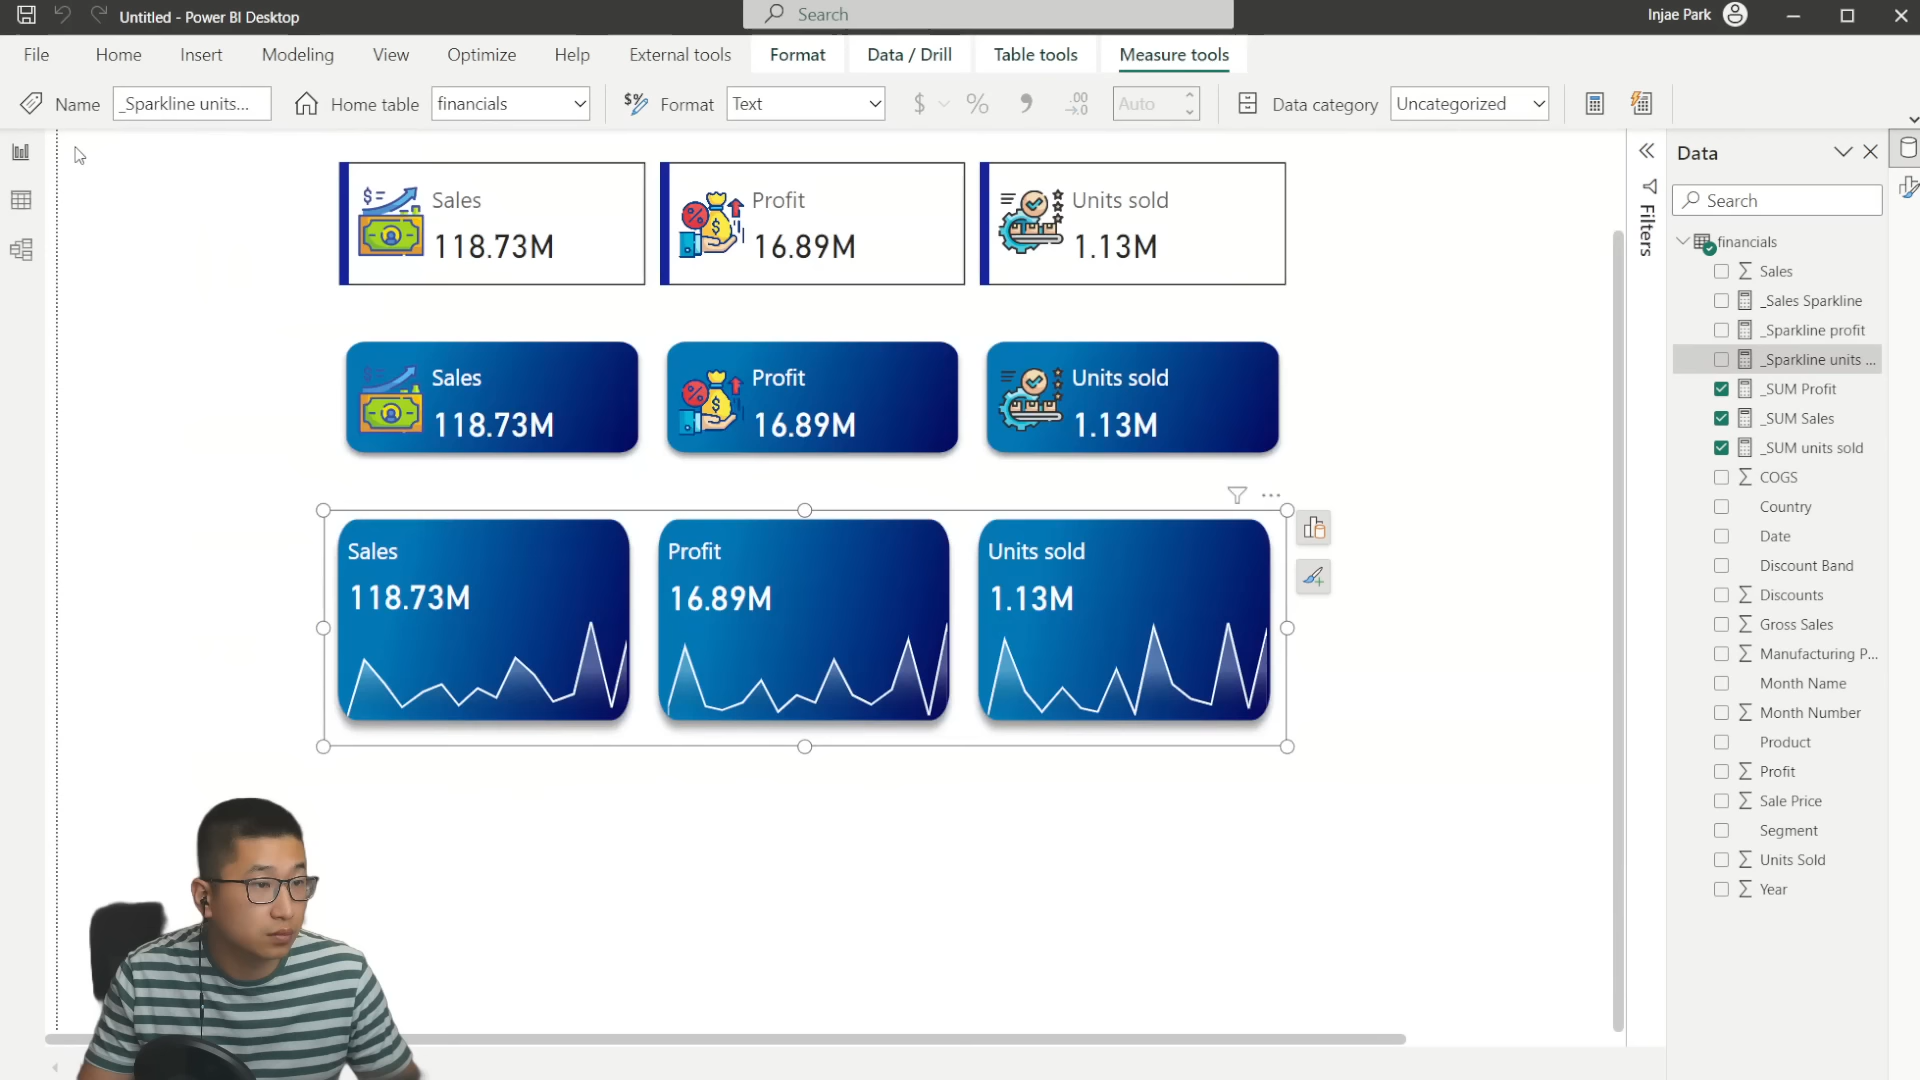 Untitled - Power BI Desktop
Search
Injae Park
File
Home
Insert
Modeling
View
Optimize
Help
External tools
Format
Data / Drill
Table tools
Measure tools
Name
_Sparkline units...
Home table
financials
Format
Text
$
%
.00
→.0
Auto
Data category
Uncategorized
Sales
118.73M
Profit
16.89M
Units sold
1.13M
Sales
118.73M
Profit
16.89M
Units sold
1.13M
Sales
118.73M
Profit
16.89M
Units sold
1.13M
Filters
Data
Search
financials
Sales
_Sales Sparkline
_Sparkline profit
_Sparkline units ...
_SUM Profit
_SUM Sales
_SUM units sold
COGS
Country
Date
Discount Band
Discounts
Gross Sales
Manufacturing P...
Month Name
Month Number
Product
Profit
Sale Price
Segment
Units Sold
Year